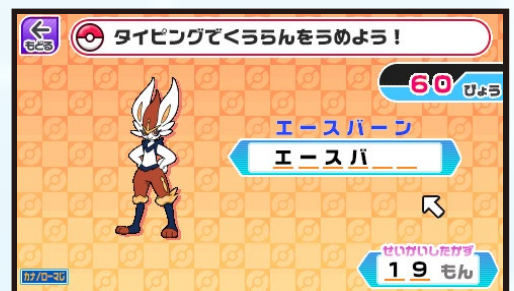 もどる
タイピングでくうらんをうめよう！
60 びょう
エースバーン
エースバ＿＿
せいかいしたかず
19 もん
カナ/ローマじ